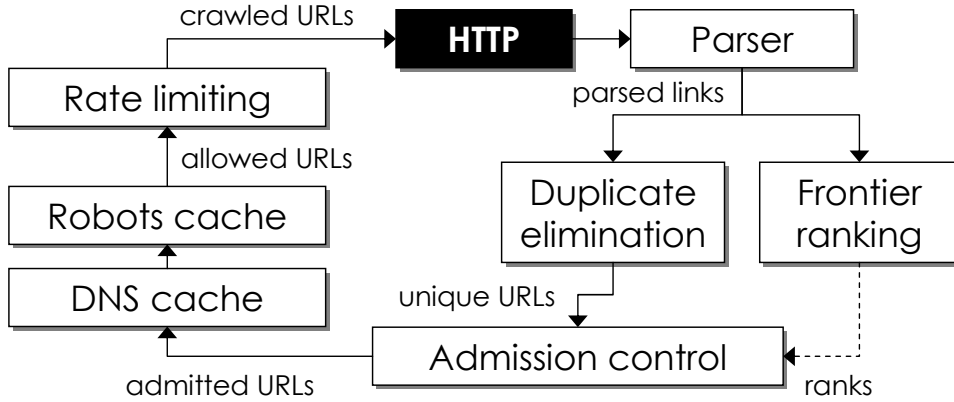 crawled URLs
HTTP
Parser
Rate limiting
parsed links
allowed URLs
Duplicate
elimination
Frontier
ranking
Robots cache
DNS cache
unique URLs
Admission control
admitted URLs
ranks